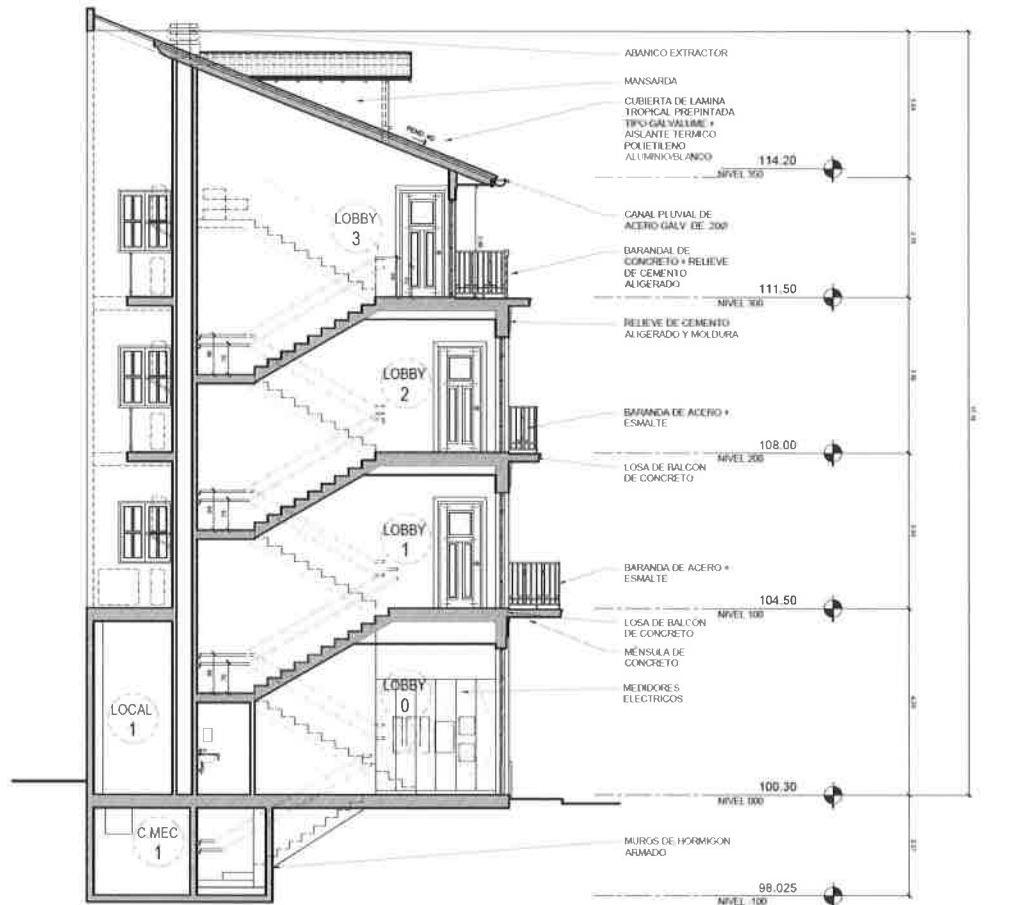 ABANICO EXTRACTOR
MANSARDA
CUBIERTA DE LAMINA
TROPICAL PREPINTADA
TIPO GALVALUME +
AISLANTE TERMICO
POLIETILENO
ALUMINIO/BLANCO
114.20
NIVEL 350
LOBBY
3
CANAL PLUVIAL DE
ACERO GALV DE 200
BARANDAL DE
CONCRETO + RELIEVE
DE CEMENTO
ALIGERADO
111.50
NIVEL 300
RELIEVE DE CEMENTO
ALIGERADO Y MOLDURA
LOBBY
2
BARANDA DE ACERO +
ESMALTE
108.00
NIVEL 200
LOSA DE BALCON
DE CONCRETO
LOBBY
1
BARANDA DE ACERO +
ESMALTE
104.50
NIVEL 100
LOSA DE BALCON
DE CONCRETO
MÉNSULA DE
CONCRETO
LOBBY
0
MEDIDORES
ELECTRICOS
LOCAL
1
100.30
NIVEL 000
C.MEC
1
MUROS DE HORMIGON
ARMADO
98.025
NIVEL -100